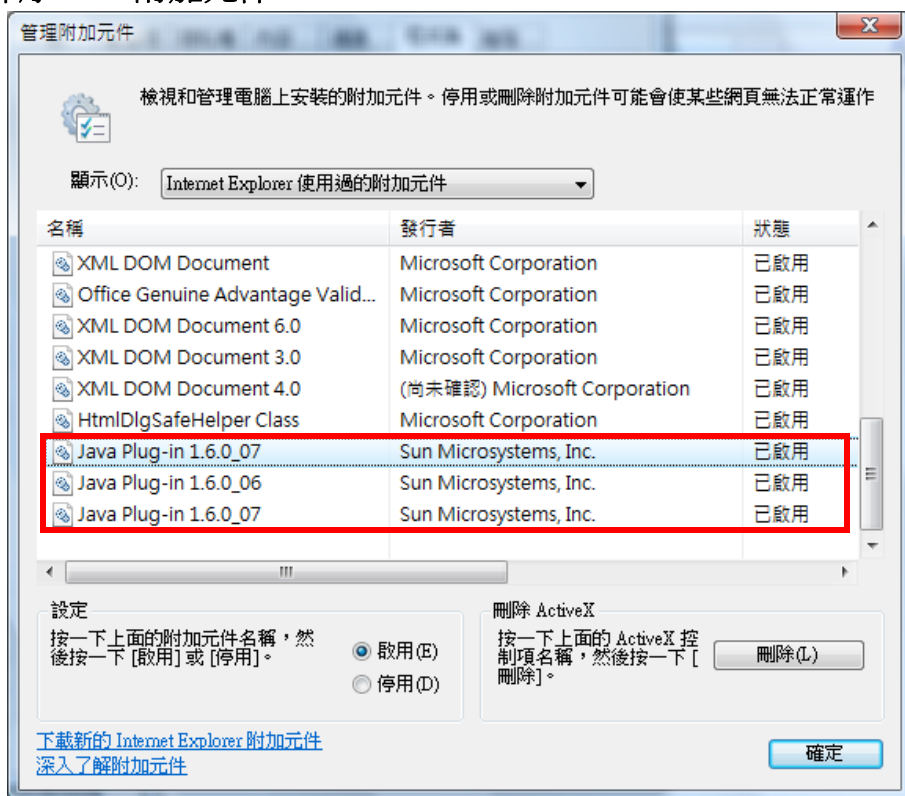 管理附加元件
檢視和管理電腦上安裝的附加元件。停用或刪除附加元件可能會使某些網頁無法正常運作
顯示(O): Internet Explorer 使用過的附加元件
名稱 發行者 狀態
XML DOM Document Microsoft Corporation 已啟用
Office Genuine Advantage Valid... Microsoft Corporation 已啟用
XML DOM Document 6.0 Microsoft Corporation 已啟用
XML DOM Document 3.0 Microsoft Corporation 已啟用
XML DOM Document 4.0 (尚未確認) Microsoft Corporation 已啟用
HtmlDlgSafeHelper Class Microsoft Corporation 已啟用
Java Plug-in 1.6.0_07 Sun Microsystems, Inc. 已啟用
Java Plug-in 1.6.0_06 Sun Microsystems, Inc. 已啟用
Java Plug-in 1.6.0_07 Sun Microsystems, Inc. 已啟用
設定
按一下上面的附加元件名稱，然
後按一下 [啟用] 或 [停用]。
啟用(E)
停用(D)
刪除 ActiveX
按一下上面的 ActiveX 控
制項名稱，然後按一下 [
刪除]。
刪除(L)
下載新的 Internet Explorer 附加元件
深入了解附加元件
確定